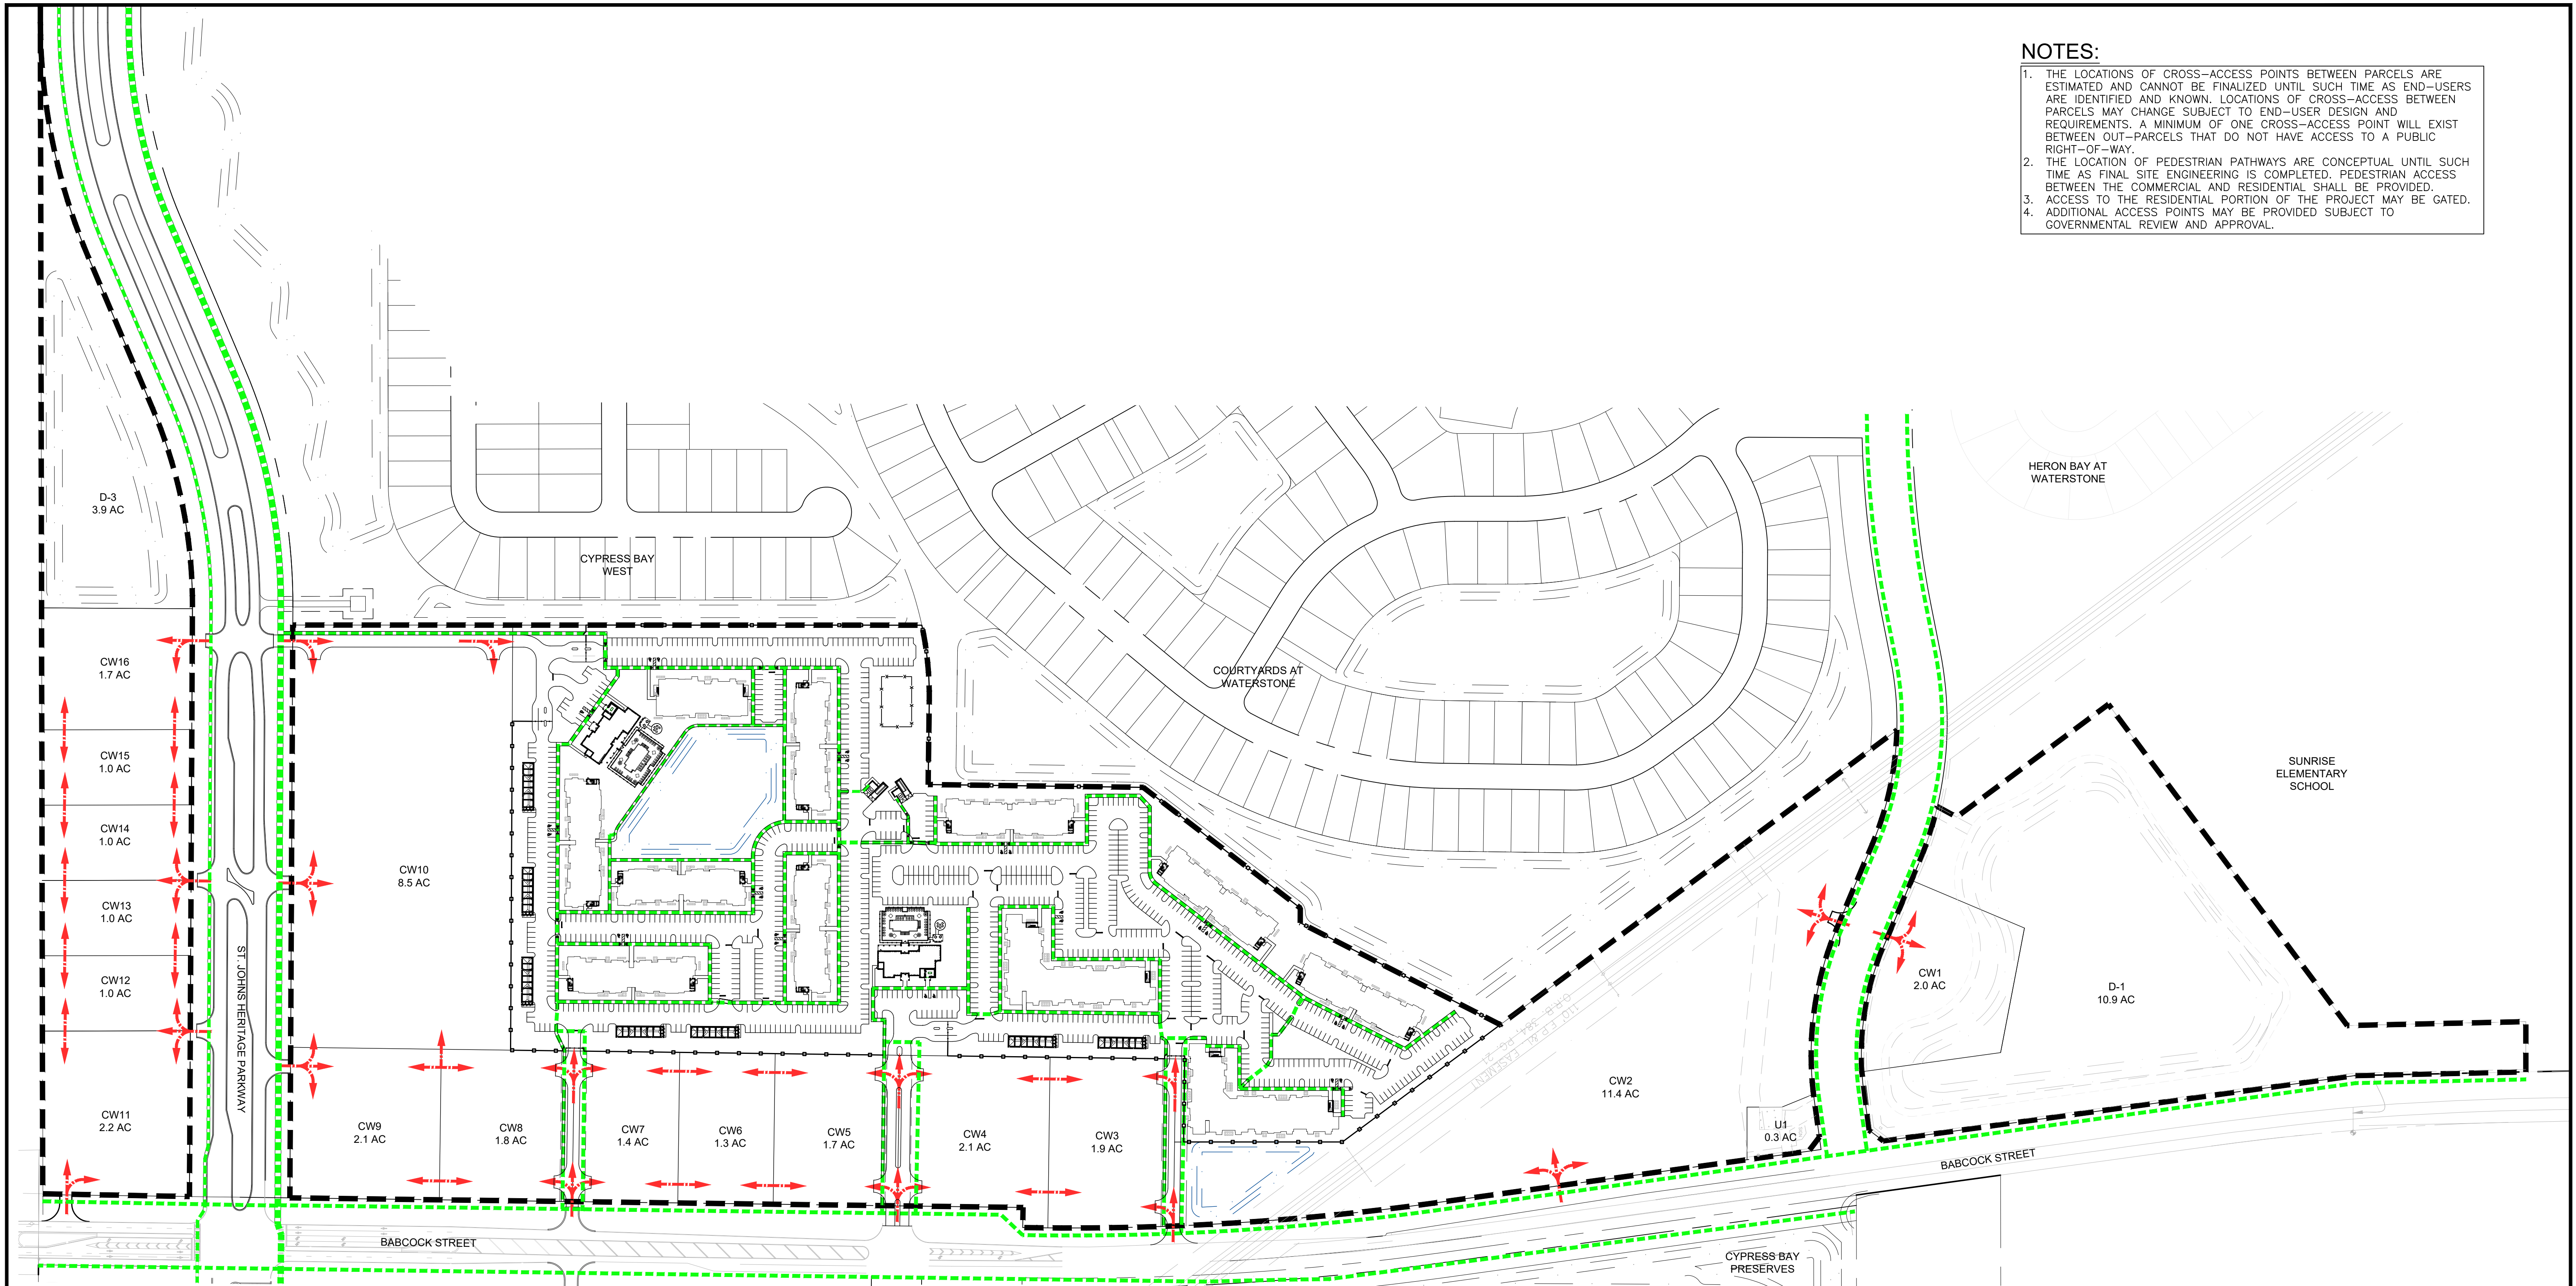 NOTES:
1. THE LOCATIONS OF CROSS-ACCESS POINTS BETWEEN PARCELS ARE
ESTIMATED AND CANNOT BE FINALIZED UNTIL SUCH TIME AS END-USERS
ARE IDENTIFIED AND KNOWN. LOCATIONS OF CROSS-ACCESS BETWEEN
PARCELS MAY CHANGE SUBJECT TO END-USER DESIGN AND
REQUIREMENTS. A MINIMUM OF ONE CROSS-ACCESS POINT WILL EXIST
BETWEEN OUT-PARCELS THAT DO NOT HAVE ACCESS TO A PUBLIC
RIGHT-OF-WAY.
2. THE LOCATION OF PEDESTRIAN PATHWAYS ARE CONCEPTUAL UNTIL SUCH
TIME AS FINAL SITE ENGINEERING IS COMPLETED. PEDESTRIAN ACCESS
BETWEEN THE COMMERCIAL AND RESIDENTIAL SHALL BE PROVIDED.
3. ACCESS TO THE RESIDENTIAL PORTION OF THE PROJECT MAY BE GATED.
4. ADDITIONAL ACCESS POINTS MAY BE PROVIDED SUBJECT TO
GOVERNMENTAL REVIEW AND APPROVAL.
HERON BAY AT
WATERSTONE
D-3
3.9 AC
CYPRESS BAY
WEST
COURTYARDS AT
WATERSTONE
CW16
1.7 AC
CW15
1.0 AC
SUNRISE
ELEMENTARY
SCHOOL
CW14
1.0 AC
CW10
8.5 AC
CW13
1.0 AC
CW12
1.0 AC
CW1
2.0 AC
D-1
10.9 AC
ST. JOHNS HERITAGE PARKWAY
CW2
11.4 AC
CW11
2.2 AC
CW9
2.1 AC
CW8
1.8 AC
CW7
1.4 AC
CW6
1.3 AC
CW5
1.7 AC
CW4
2.1 AC
CW3
1.9 AC
U1
0.3 AC
BABCOCK STREET
BABCOCK STREET
CYPRESS BAY
PRESERVES